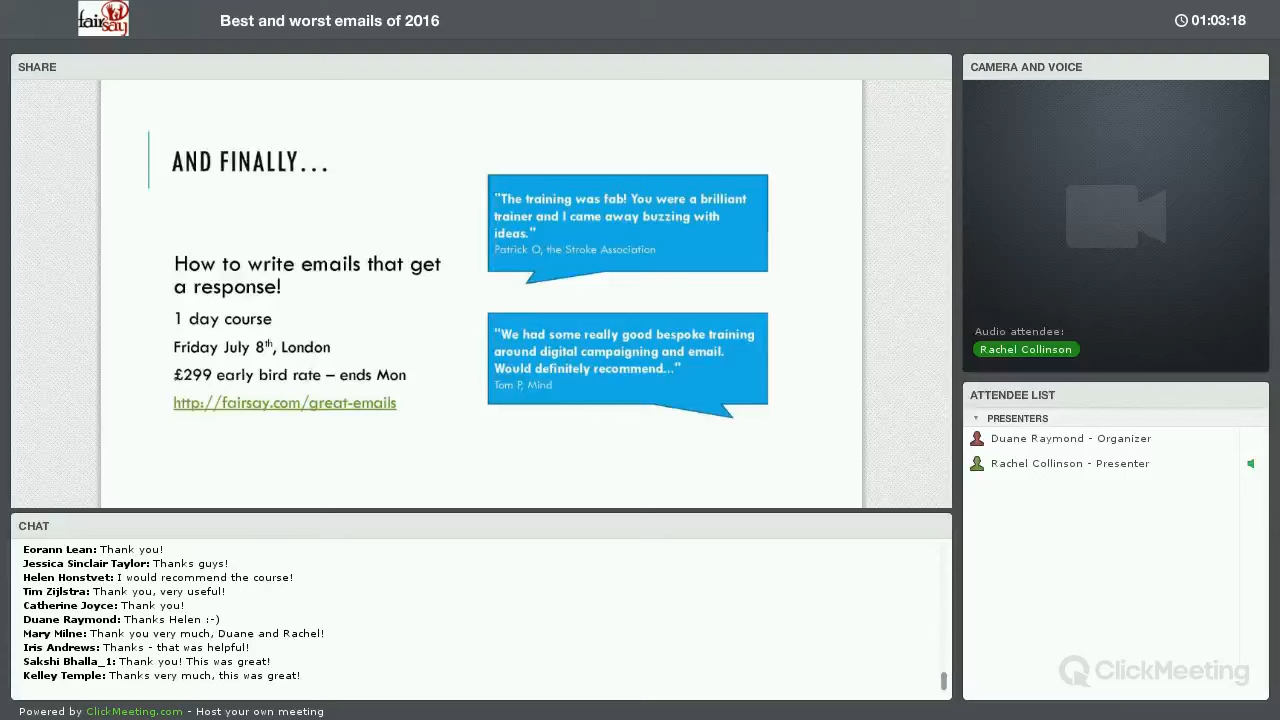 fair say
Best and worst emails of 2016
01:03:18
SHARE
AND FINALLY...
How to write emails that get
a response!
1 day course
Friday July 8th, London
£299 early bird rate – ends Mon
http://fairsay.com/great-emails
"The training was fab! You were a brilliant
trainer and I came away buzzing with
ideas."
Patrick O, the Stroke Association
"We had some really good bespoke training
around digital campaigning and email.
Would definitely recommend..."
Tom P, Mind
CAMERA AND VOICE
Audio attendee:
Rachel Collinson
ATTENDEE LIST
PRESENTERS
Duane Raymond - Organizer
Rachel Collinson - Presenter
CHAT
Eorann Lean: Thank you!
Jessica Sinclair Taylor: Thanks guys!
Helen Honstvet: I would recommend the course!
Tim Zijlstra: Thank you, very useful!
Catherine Joyce: Thank you!
Duane Raymond: Thanks Helen :-)
Mary Milne: Thank you very much, Duane and Rachel!
Iris Andrews: Thanks - that was helpful!
Sakshi Bhalla_1: Thank you! This was great!
Kelley Temple: Thanks very much, this was great!
ClickMeeting
Powered by ClickMeeting.com - Host your own meeting